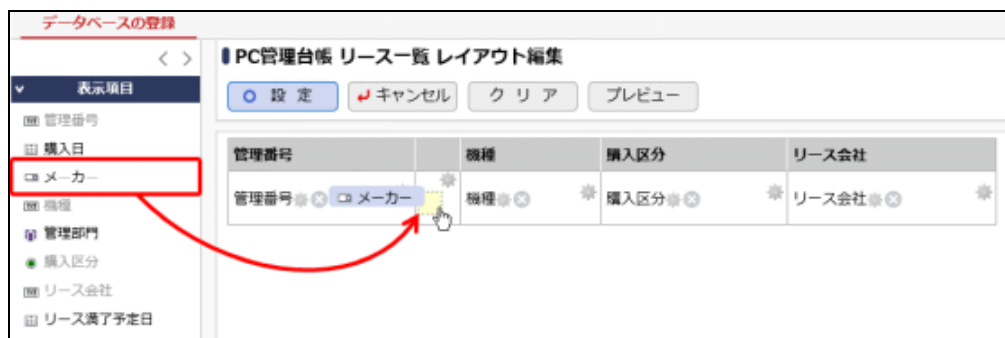 データベースの登録
< >
PC管理台帳 リース一覧 レイアウト編集
表示項目
設 定
キャンセル
ク リ ア
プレビュー
管理番号
購入日
メーカー
機種
管理部門
購入区分
リース会社
リース満了予定日
管理番号 機種 購入区分 リース会社
管理番号 メーカー 機種 購入区分 リース会社